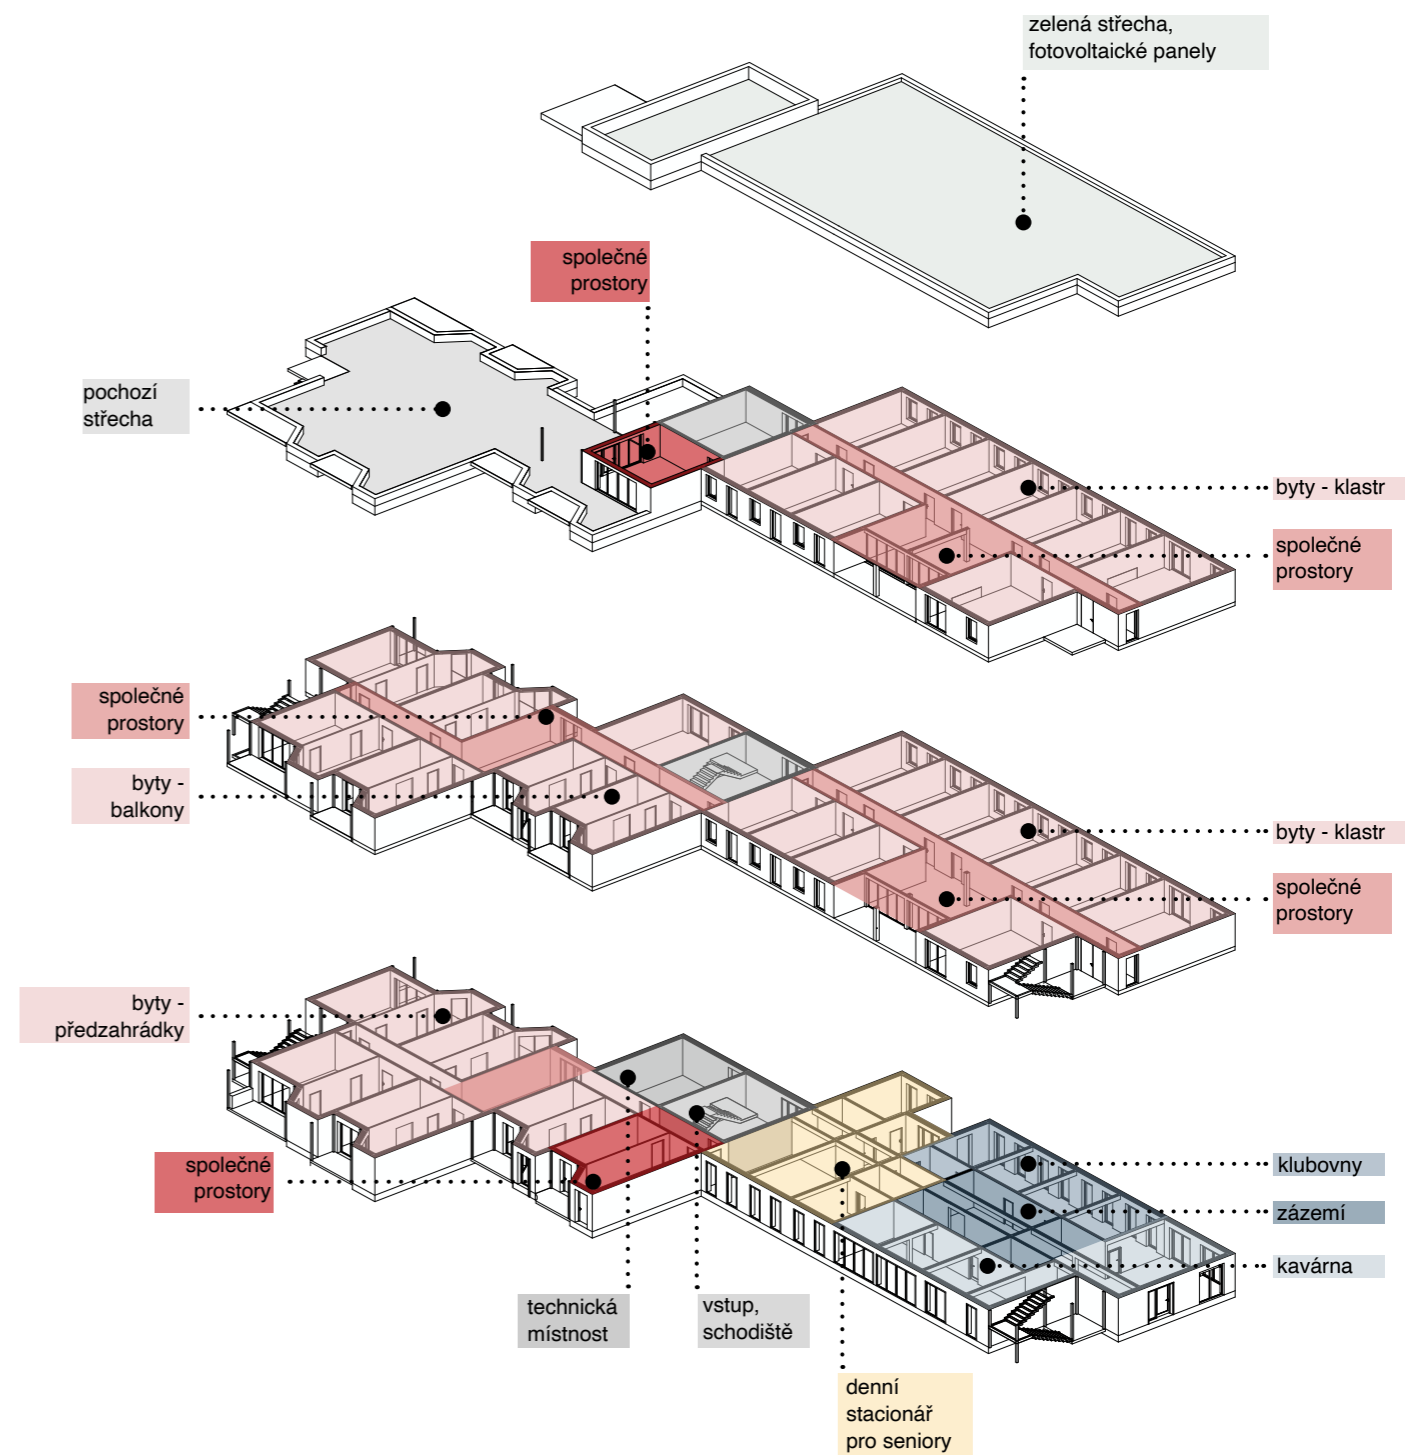 zelená střecha,
fotovoltaické panely
společné
prostory
pochozí
střecha
byty - klastr
společné
prostory
společné
prostory
byty -
balkony
byty - klastr
společné
prostory
byty -
předzahrádky
společné
prostory
klubovny
zázemí
kavárna
technická
místnost
vstup,
schodiště
denní
stacionář
pro seniory